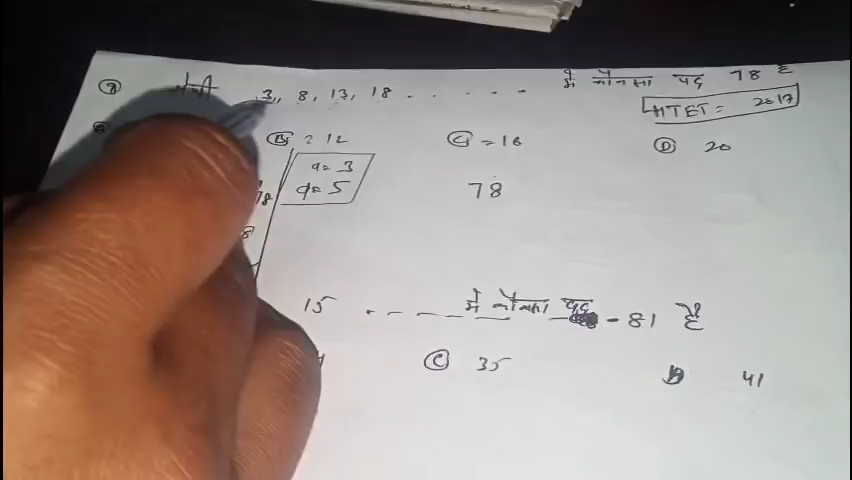 श्रेणी 3, 8, 13, 18 . . . . . . में कौनसा पद 78 है
HTET = 2017
(B) = 12 (C) = 16 (D) 20
a = 3
d = 5
78
78
15 . . - - - - में कौनसा पद - 81 है
(C) 35 D 41